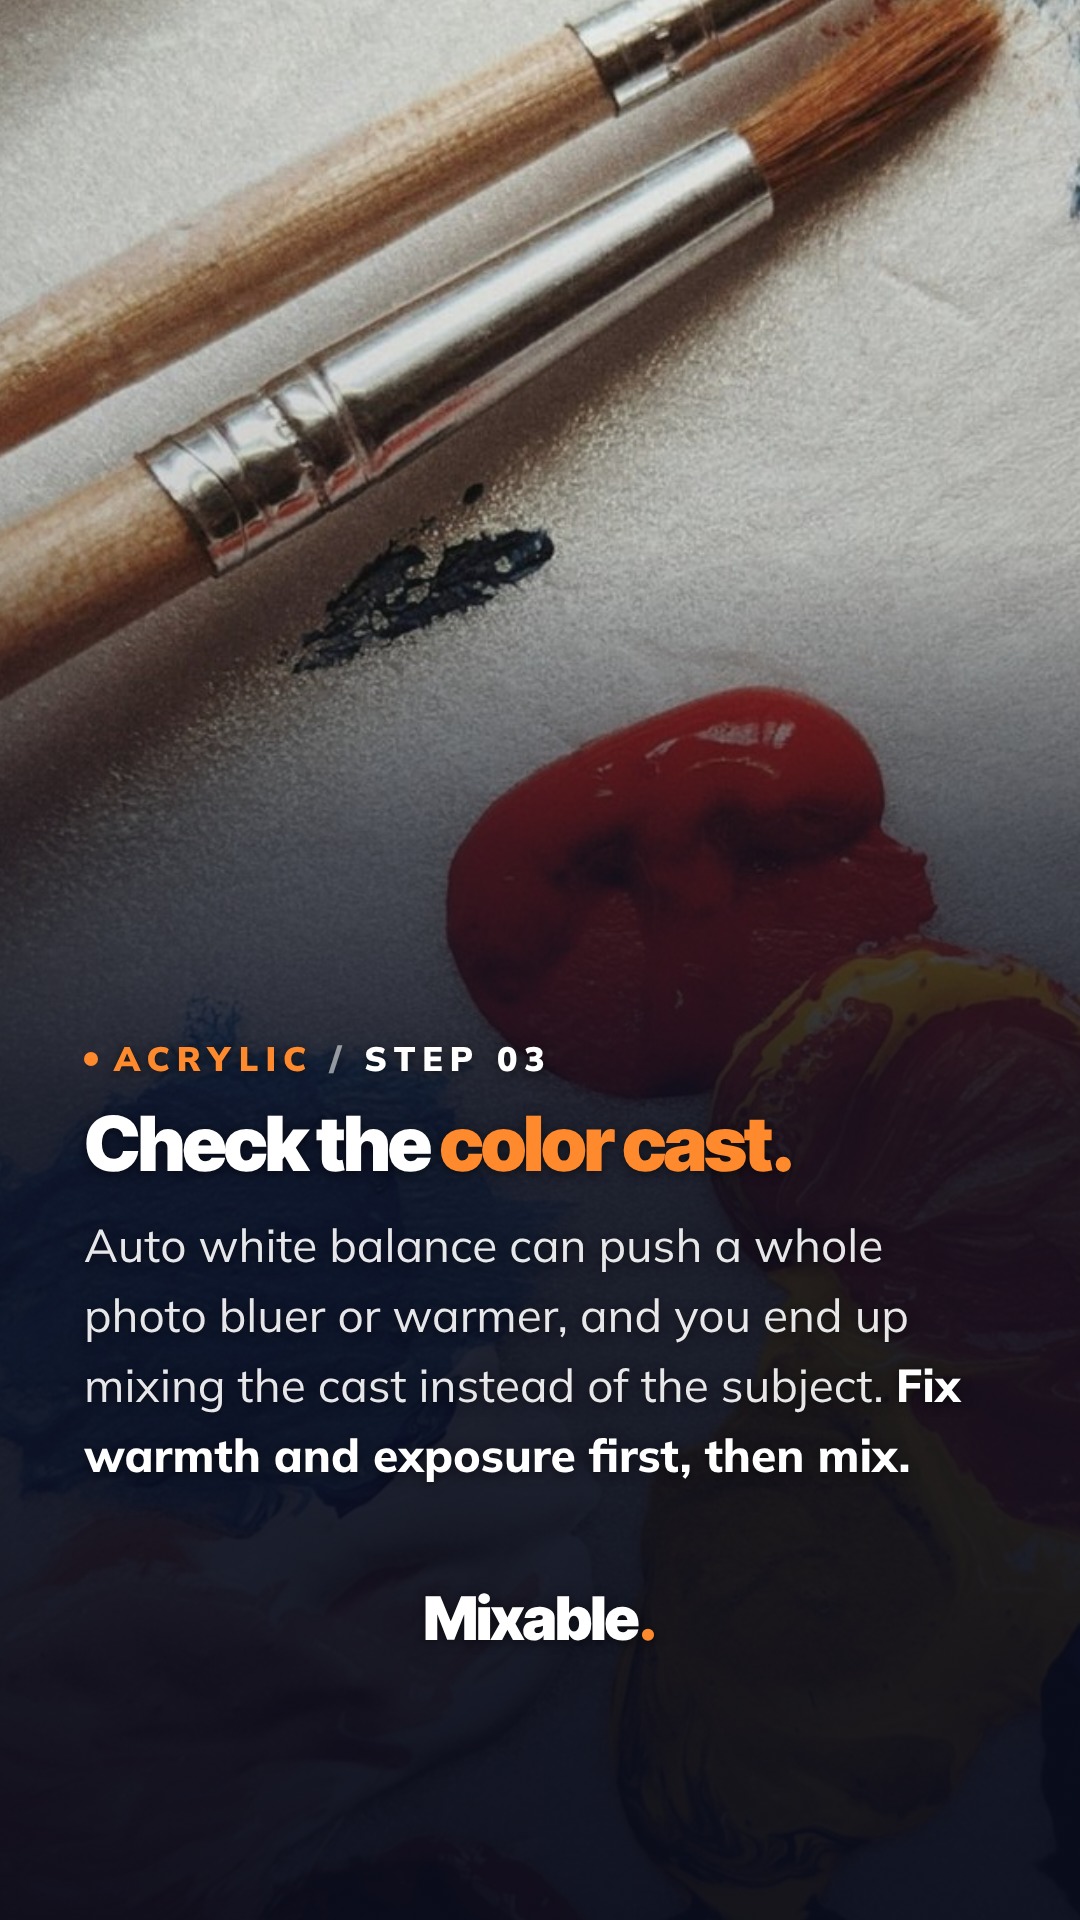 ACRYLIC / STEP 03
Check the color cast.
Auto white balance can push a whole
photo bluer or warmer, and you end up
mixing the cast instead of the subject. Fix
warmth and exposure first, then mix.
Mixable.